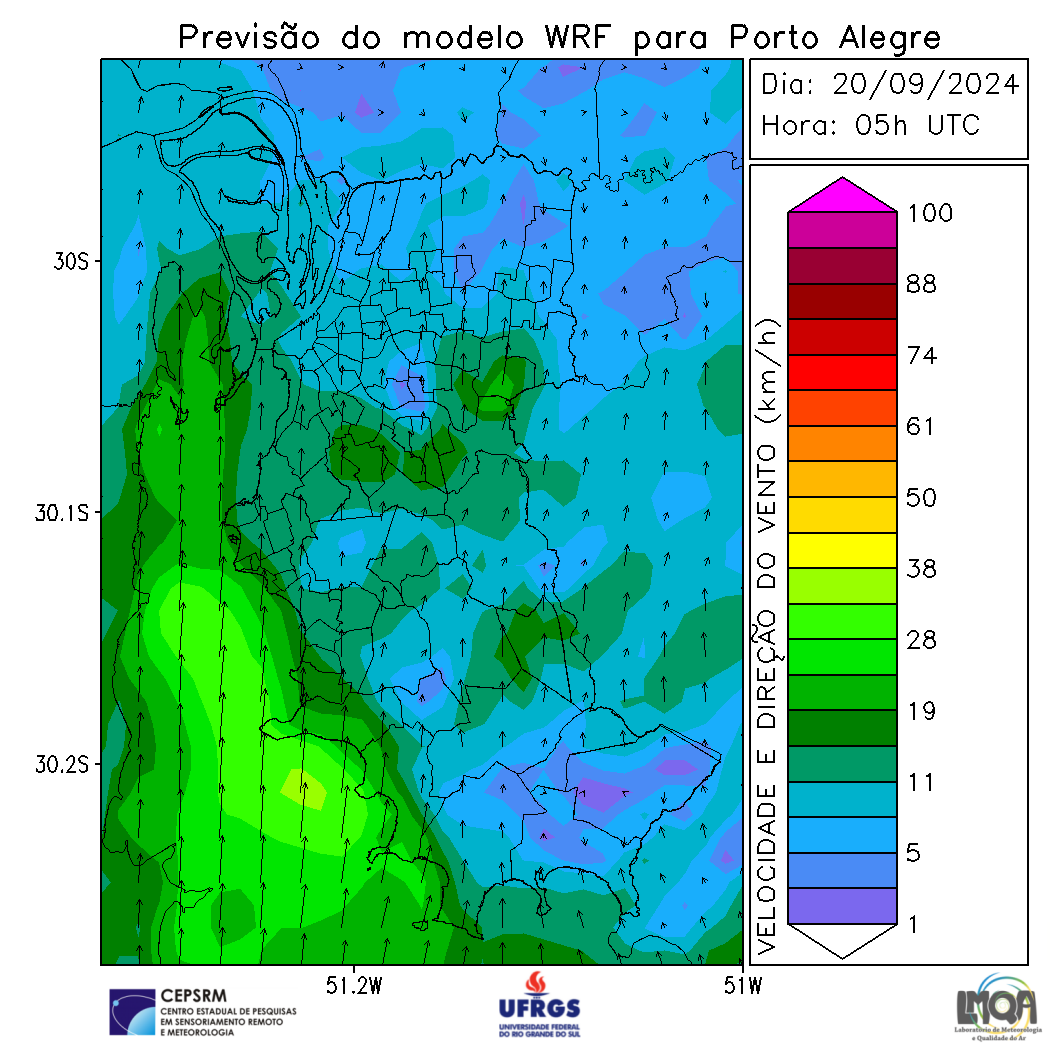 Previsão do modelo WRF para Porto Alegre
Dia: 20/09/2024
Hora: 05h UTC
30S
30.1S
30.2S
51.2W
51W
VELOCIDADE E DIREÇÃO DO VENTO (km/h)
100
88
74
61
50
38
28
19
11
5
1
CEPSRM
CENTRO ESTADUAL DE PESQUISAS
EM SENSORIAMENTO REMOTO
E METEOROLOGIA
UFRGS
UNIVERSIDADE FEDERAL
DO RIO GRANDE DO SUL
LMQA
Laboratório de Meteorologia
e Qualidade do Ar